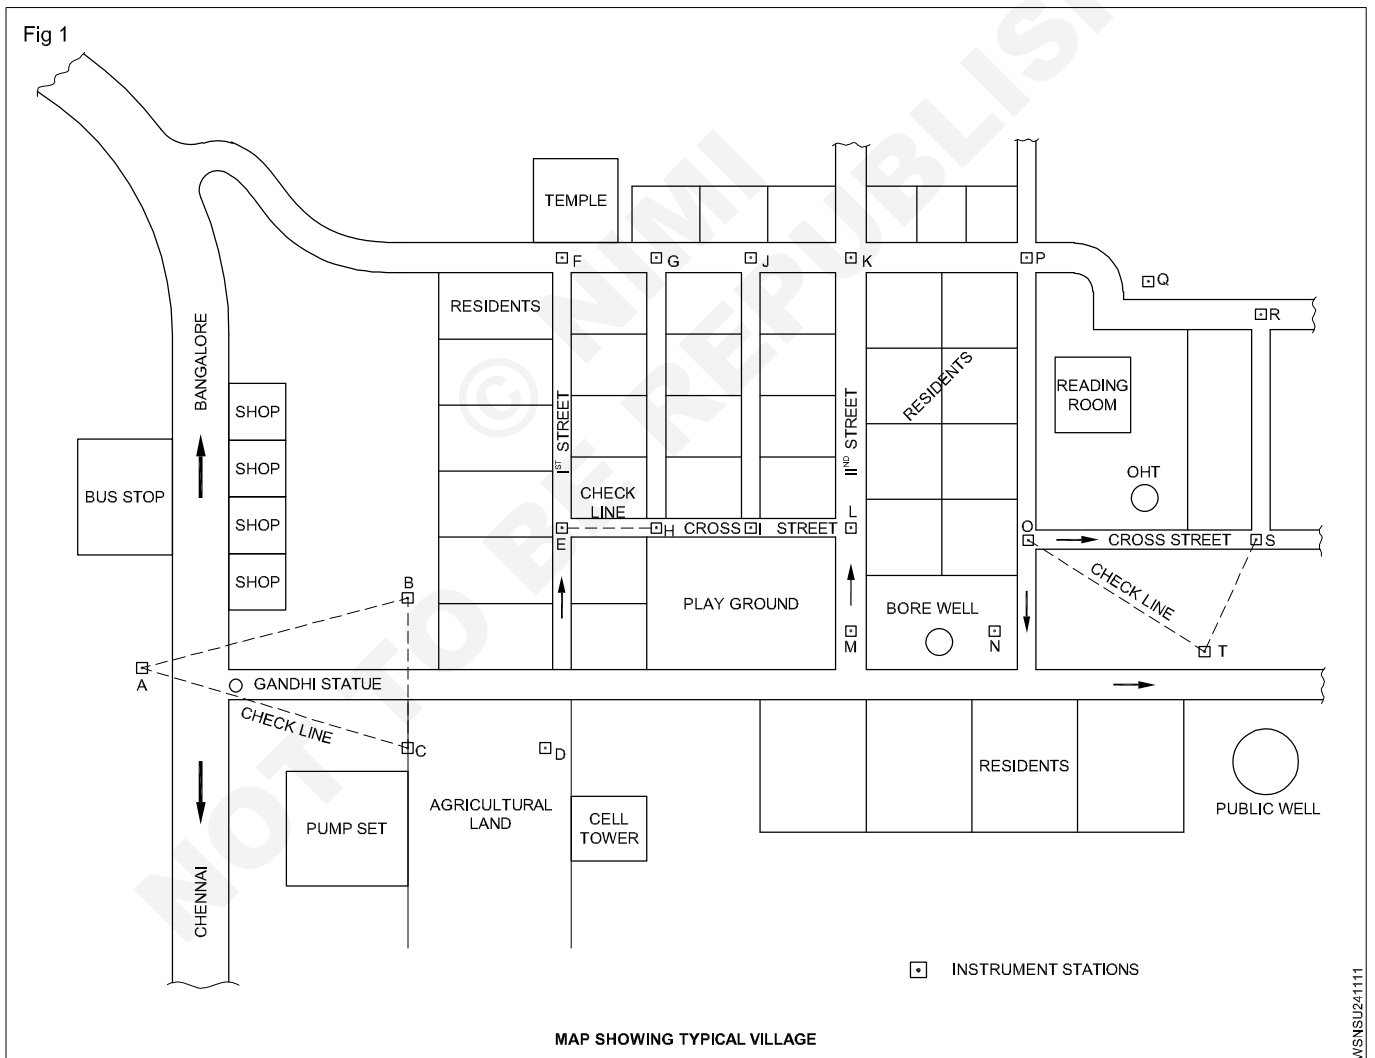 Fig 1
© NIMI
NOT TO BE REPUBLISH
TEMPLE
F
G
J
K
P
Q
R
RESIDENTS
BANGALORE
SHOP
SHOP
SHOP
SHOP
BUS STOP
IST STREET
IIND STREET
RESIDENTS
READING
ROOM
OHT
CHECK
LINE
E
H
CROSS
I
STREET
L
O
CROSS STREET
S
CHECK LINE
T
B
PLAY GROUND
BORE WELL
M
N
A
GANDHI STATUE
CHECK LINE
C
D
PUMP SET
AGRICULTURAL
LAND
CELL
TOWER
RESIDENTS
PUBLIC WELL
CHENNAI
INSTRUMENT STATIONS
MAP SHOWING TYPICAL VILLAGE
WSNSU241111